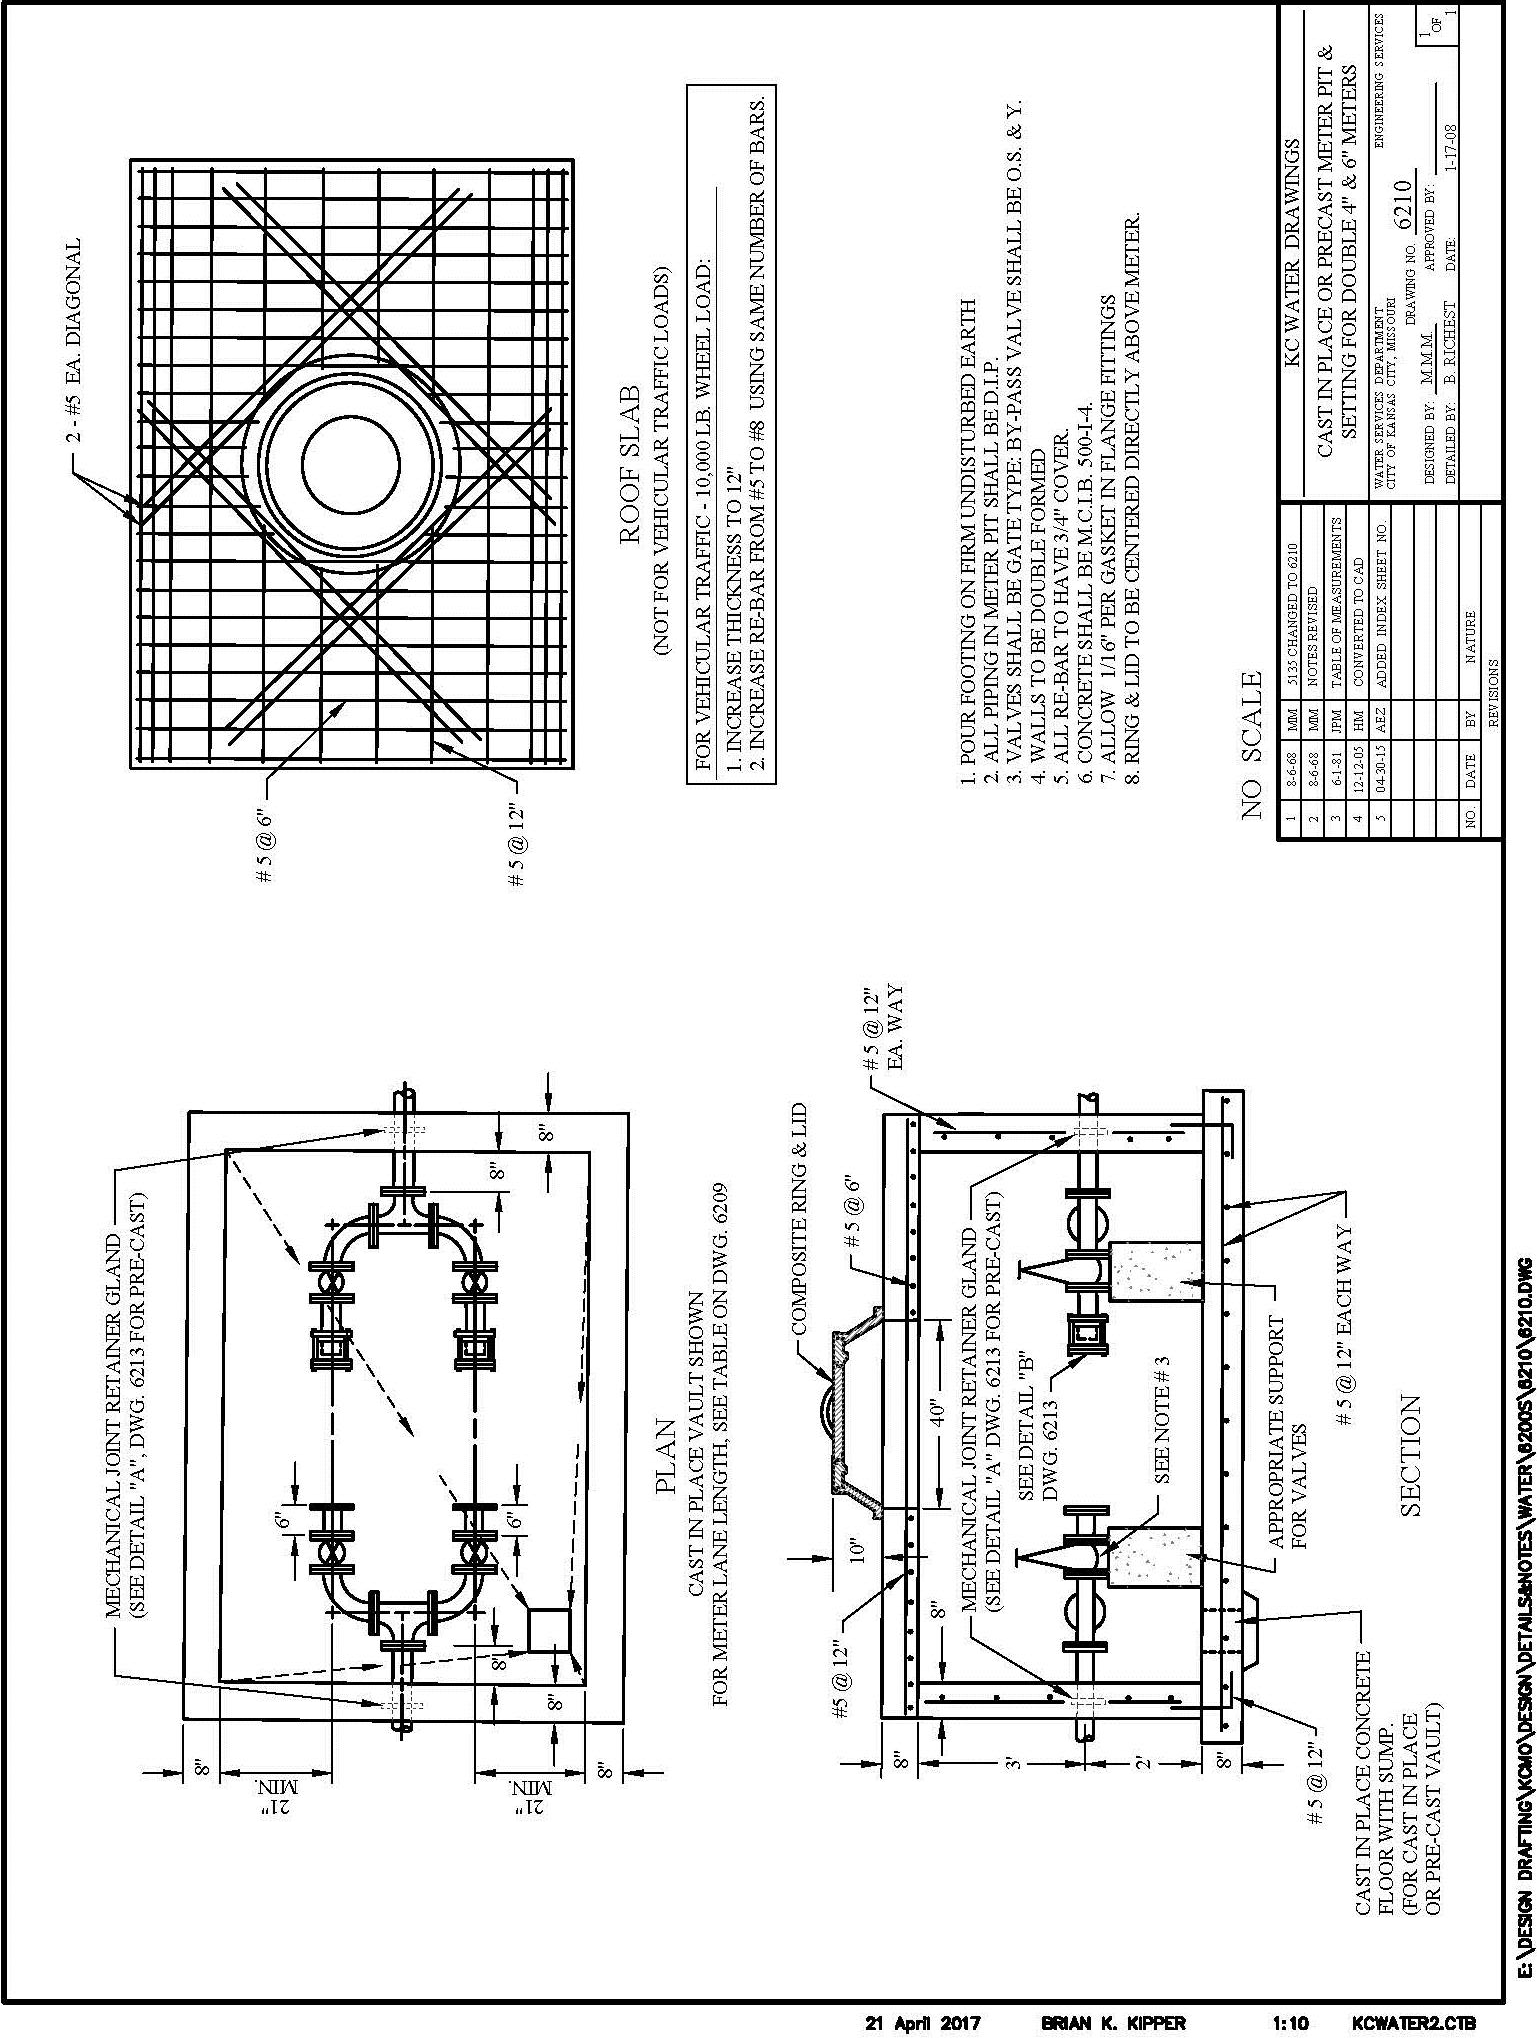 MECHANICAL JOINT RETAINER GLAND
(SEE DETAIL "A", DWG. 6213 FOR PRE-CAST)
8"
21"
MIN.
21"
MIN.
8"
6"
6"
8"
8"
8"
8"
PLAN
CAST IN PLACE VAULT SHOWN
FOR METER LANE LENGTH, SEE TABLE ON DWG. 6209
2 - #5 EA. DIAGONAL
# 5 @ 6"
# 5 @ 12"
ROOF SLAB
(NOT FOR VEHICULAR TRAFFIC LOADS)
FOR VEHICULAR TRAFFIC - 10,000 LB. WHEEL LOAD:
1. INCREASE THICKNESS TO 12"
2. INCREASE RE-BAR FROM #5 TO #8 USING SAME NUMBER OF BARS.
COMPOSITE RING & LID
# 5 @ 12"
EA. WAY
# 5 @ 6"
#5 @ 12"
10"
40"
8"
8"
3'
2'
8"
MECHANICAL JOINT RETAINER GLAND
(SEE DETAIL "A" DWG. 6213 FOR PRE-CAST)
SEE DETAIL "B"
DWG. 6213
SEE NOTE # 3
APPROPRIATE SUPPORT
FOR VALVES
# 5 @ 12" EACH WAY
# 5 @ 12"
CAST IN PLACE CONCRETE
FLOOR WITH SUMP.
(FOR CAST IN PLACE
OR PRE-CAST VAULT)
SECTION
1. POUR FOOTING ON FIRM UNDISTURBED EARTH
2. ALL PIPING IN METER PIT SHALL BE D.I.P.
3. VALVES SHALL BE GATE TYPE: BY-PASS VALVE SHALL BE O.S. & Y.
4. WALLS TO BE DOUBLE FORMED
5. ALL RE-BAR TO HAVE 3/4" COVER.
6. CONCRETE SHALL BE M.C.I.B. 500-I-4.
7. ALLOW 1/16" PER GASKET IN FLANGE FITTINGS
8. RING & LID TO BE CENTERED DIRECTLY ABOVE METER.
NO SCALE
1 8-6-68 MM 5135 CHANGED TO 6210
2 8-6-68 MM NOTES REVISED
3 6-1-81 JPM TABLE OF MEASUREMENTS
4 12-12-05 HM CONVERTED TO CAD
5 04-30-15 AEZ ADDED INDEX SHEET NO.
NO. DATE BY NATURE
REVISIONS
KC WATER DRAWINGS
CAST IN PLACE OR PRECAST METER PIT &
SETTING FOR DOUBLE 4" & 6" METERS
WATER SERVICES DEPARTMENT ENGINEERING SERVICES
CITY OF KANSAS CITY, MISSOURI
DRAWING NO. 6210
1 OF 1
DESIGNED BY: M M M. APPROVED BY:
DETAILED BY: B. RICHEST DATE: 1-17-08
E:\DESIGN DRAFTING\KCMO\DESIGN\DETAILS&NOTES\WATER\6200S\6210\6210.DWG
21 April 2017 BRIAN K. KIPPER 1:10 KCWATER2.CTB